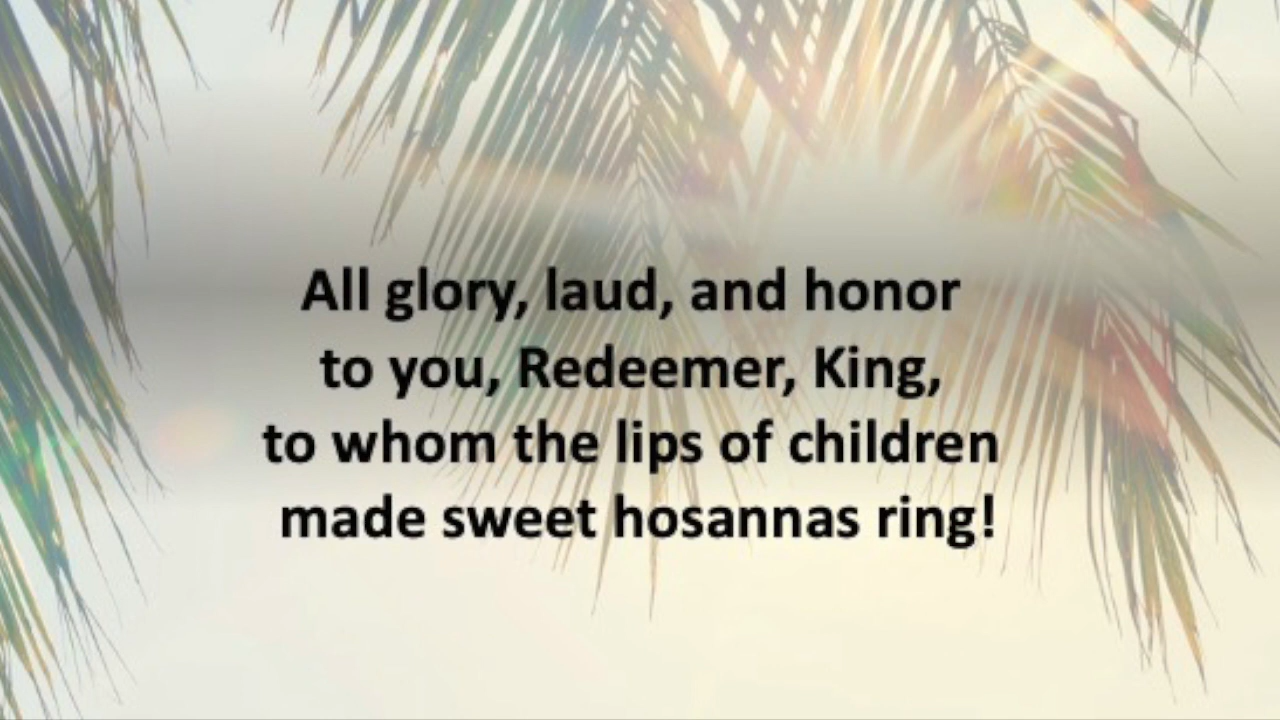 All glory, laud, and honor
to you, Redeemer, King,
to whom the lips of children
made sweet hosannas ring!